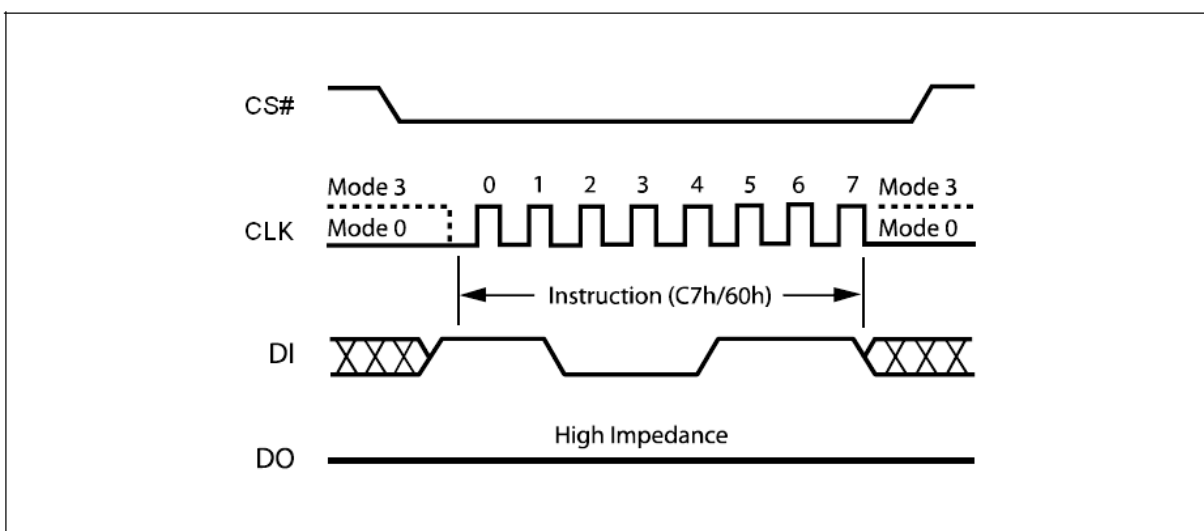 CS#
Mode 3 0 1 2 3 4 5 6 7 Mode 3
CLK Mode 0 Mode 0
Instruction (C7h/60h)
DI
High Impedance
DO